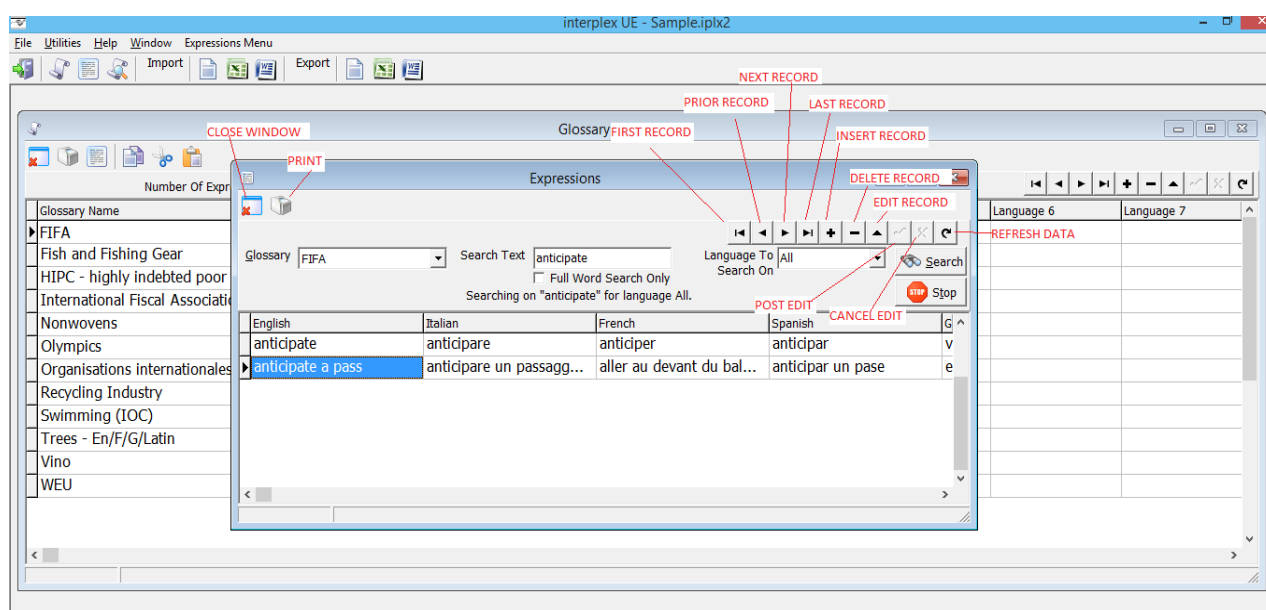 interplex UE - Sample.iplx2
File Utilities Help Window Expressions Menu
Import Export
NEXT RECORD
PRIOR RECORD LAST RECORD
CLOSE WINDOW Glossary FIRST RECORD INSERT RECORD
PRINT
Expressions DELETE RECORD
Number Of Expr
EDIT RECORD
Glossary Name Language 6 Language 7
FIFA
REFRESH DATA
Fish and Fishing Gear
HIPC - highly indebted poor
International Fiscal Associati
Nonwovens
Olympics
Organisations internationales
Recycling Industry
Swimming (IOC)
Trees - En/F/G/Latin
Vino
WEU
Glossary FIFA Search Text anticipate Language To Search On All Search
Full Word Search Only
Searching on "anticipate" for language All. STOP Stop
POST EDIT CANCEL EDIT
English Italian French Spanish G
anticipate anticipare anticiper anticipar v
anticipate a pass anticipare un passagg... aller au devant du bal... anticipar un pase e